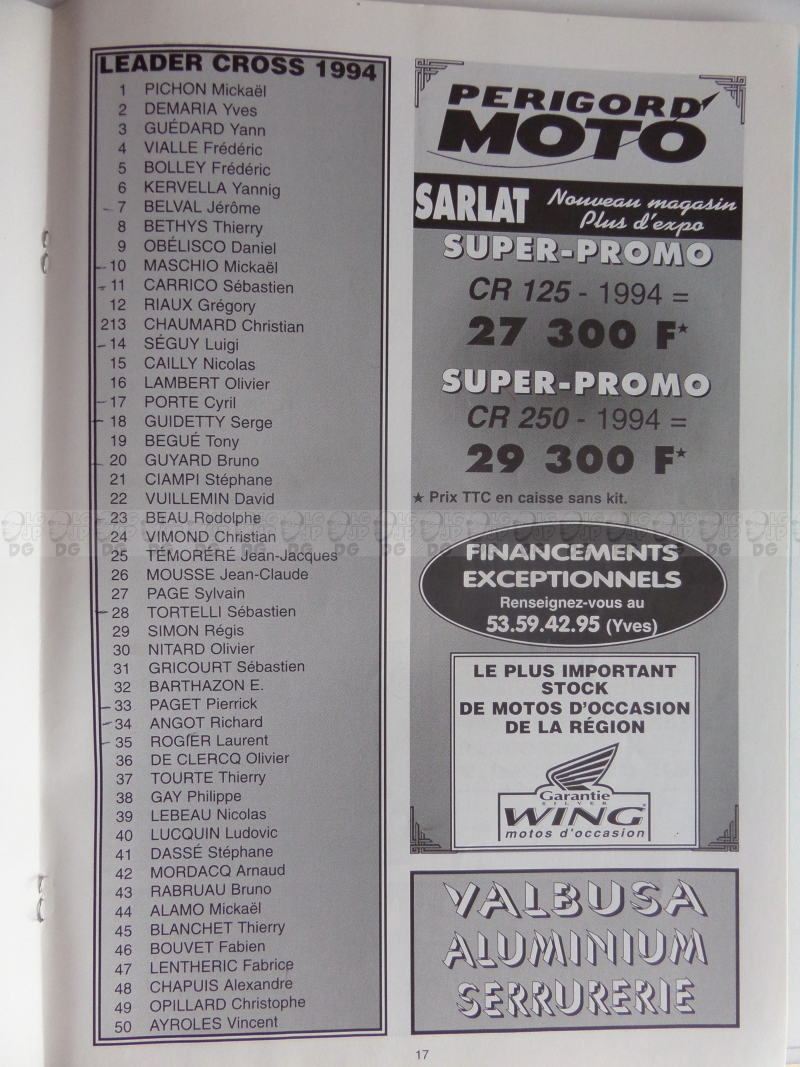 LEADER CROSS 1994
1 PICHON Mickaël
2 DEMARIA Yves
3 GUÉDARD Yann
4 VIALLE Frédéric
5 BOLLEY Frédéric
6 KERVELLA Yannig
7 BELVAL Jérôme
8 BETHYS Thierry
9 OBÉLISCO Daniel
10 MASCHIO Mickaël
11 CARRICO Sébastien
12 RIAUX Grégory
213 CHAUMARD Christian
14 SÉGUY Luigi
15 CAILLY Nicolas
16 LAMBERT Olivier
17 PORTE Cyril
18 GUIDETTY Serge
19 BEGUÉ Tony
20 GUYARD Bruno
21 CIAMPI Stéphane
22 VUILLEMIN David
23 BEAU Rodolphe
24 VIMOND Christian
25 TÉMORÉRÉ Jean-Jacques
26 MOUSSE Jean-Claude
27 PAGE Sylvain
28 TORTELLI Sébastien
29 SIMON Régis
30 NITARD Olivier
31 GRICOURT Sébastien
32 BARTHAZON E.
33 PAGET Pierrick
34 ANGOT Richard
35 ROGIER Laurent
36 DE CLERCQ Olivier
37 TOURTE Thierry
38 GAY Philippe
39 LEBEAU Nicolas
40 LUCQUIN Ludovic
41 DASSÉ Stéphane
42 MORDACQ Arnaud
43 RABRUAU Bruno
44 ALAMO Mickaël
45 BLANCHET Thierry
46 BOUVET Fabien
47 LENTHERIC Fabrice
48 CHAPUIS Alexandre
49 OPILLARD Christophe
50 AYROLES Vincent
PERIGORD
MOTO
SARLAT Nouveau magasin
Plus d'expo
SUPER-PROMO
CR 125 - 1994 =
27 300 F★
SUPER-PROMO
CR 250 - 1994 =
29 300 F★
★ Prix TTC en caisse sans kit.
FINANCEMENTS
EXCEPTIONNELS
Renseignez-vous au
53.59.42.95 (Yves)
LE PLUS IMPORTANT
STOCK
DE MOTOS D'OCCASION
DE LA RÉGION
Garantie
SILVER
WING
motos d'occasion
VALBUSA
ALUMINIUM
SERRURERIE
17